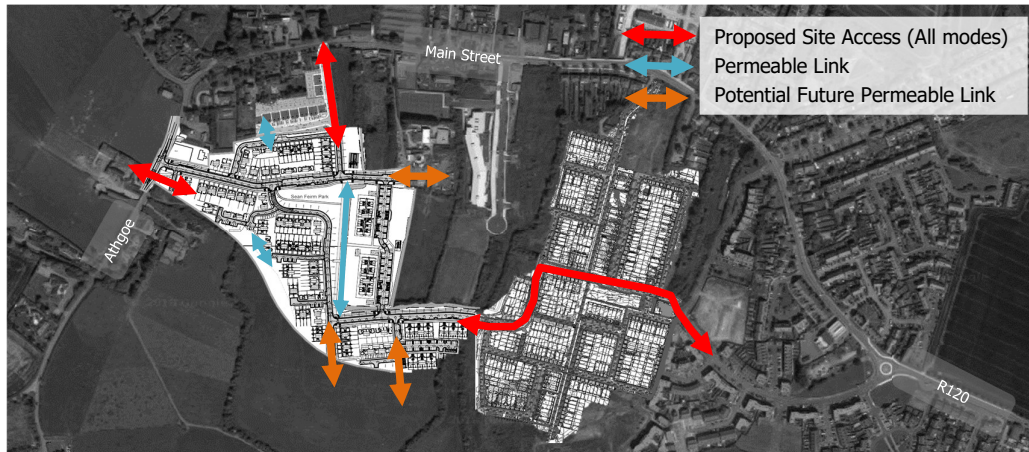 Main Street
Proposed Site Access (All modes)
Permeable Link
Potential Future Permeable Link
Athgoe
R120